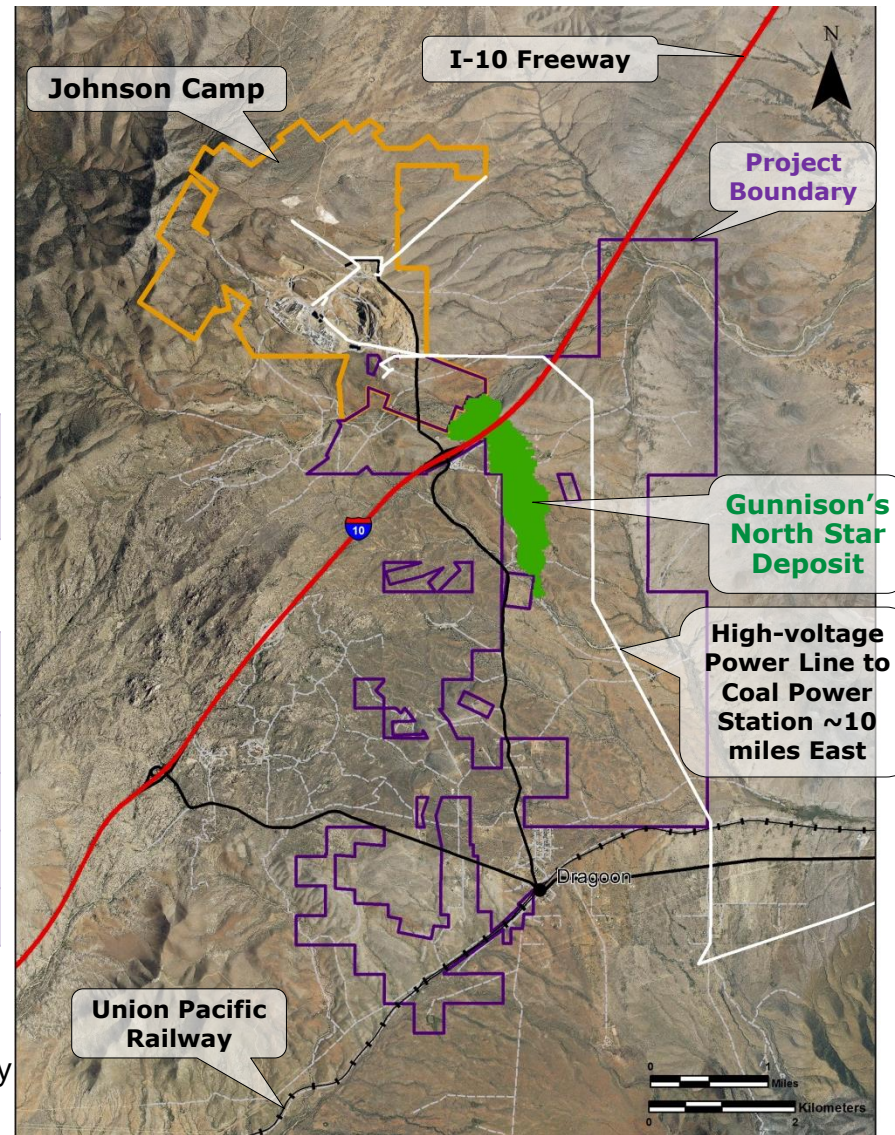 N
I-10 Freeway
Johnson Camp
Project
Boundary
10
Gunnison's
North Star
Deposit
High-voltage
Power Line to
Coal Power
Station ~10
miles East
Dragoon
Union Pacific
Railway
y
0 1
Miles
Kilometers
0 2